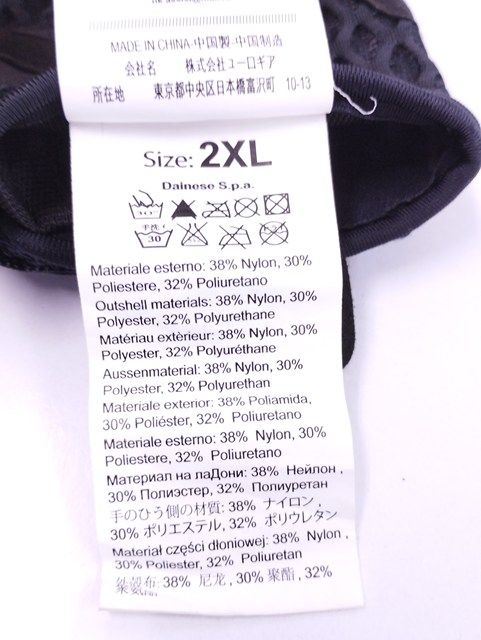 MADE IN CHINA·中国製·中国制造
会社名 株式会社ユーロギア
所在地 東京都中央区日本橋富沢町 10-13
Size: 2XL
Dainese S.p.a.
手洗イ
30
Materiale esterno: 38% Nylon, 30%
Poliestere, 32% Poliuretano
Outshell materials: 38% Nylon, 30%
Polyester, 32% Polyurethane
Matériau extèrieur: 38% Nylon, 30%
Polyester, 32% Polyuréthane
Aussenmaterial: 38% Nylon, 30%
Polyester, 32% Polyurethan
Materiale exterior: 38% Poliamida,
30% Poliéster, 32% Poliuretano
Materiale esterno: 38% Nylon, 30%
Poliestere, 32% Poliuretano
Материал на лаДони: 38% Нейлон ,
30% Полиэстер, 32% Полиуретан
手のひう側の材質: 38% ナイロン ,
30% ポリエステル, 32% ポリウレタン
Materiał części dłoniowej: 38% Nylon ,
30% Poliester, 32% Poliuretan
38% 尼龙 , 30% 聚酯, 32%